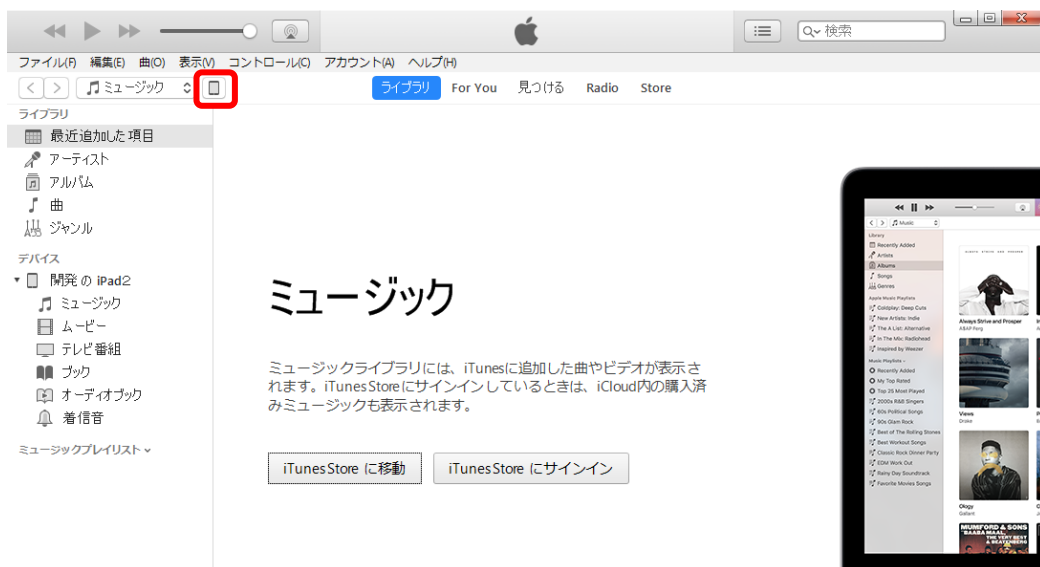 検索
ファイル(F) 編集(E) 曲(O) 表示(V) コントロール(C) アカウント(A) ヘルプ(H)
ミュージック
ライブラリ For You 見つける Radio Store
ライブラリ
最近追加した項目
アーティスト
アルバム
曲
ジャンル
デバイス
開発の iPad2
ミュージック
ムービー
テレビ番組
ブック
オーディオブック
着信音
ミュージックプレイリスト
ミュージック
ミュージックライブラリには、iTunesに追加した曲やビデオが表示さ
れます。iTunes Storeにサインインしているときは、iCloud内の購入済
みミュージックも表示されます。
iTunes Store に移動
iTunes Store にサインイン
Music
Library
Recently Added
Artists
Albums
Songs
Genres
Apple Music Playlists
Coldplay: Deep Cuts
New Artists: Indie
The A List: Alternative
In The Mix: Radiohead
Inspired by Weezer
Music Playlists
Recently Added
My Top Rated
Top 25 Most Played
2000s R&B Singers
60s Political Songs
90s Glam Rock
Best of The Rolling Stones
Best Workout Songs
Classic Rock Dinner Party
EDM Work Out
Rainy Day Soundtrack
Favorite Movies Songs
ALWAYS STRIVE AND PROSPER
Always Strive and Prosper
A$AP Ferg
Views
Drake
Ology
Gallant
MUMFORD & SONS
BAABA MAAL,
THE VERY BEST
& BEATENBERG